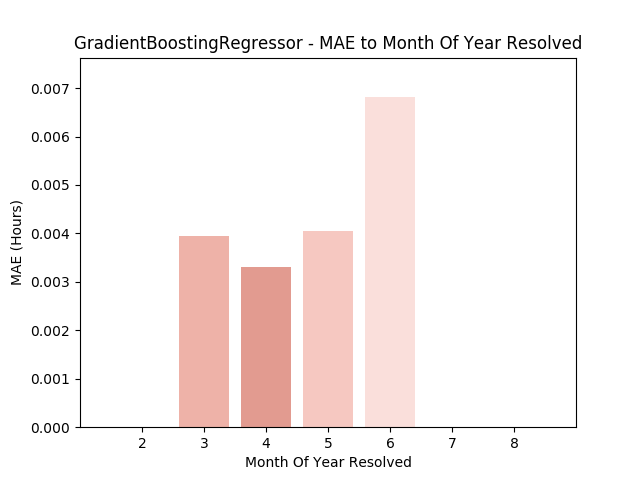 GradientBoostingRegressor - MAE to Month Of Year Resolved
MAE (Hours)
0.007
0.006
0.005
0.004
0.003
0.002
0.001
0.000
2 3 4 5 6 7 8
Month Of Year Resolved